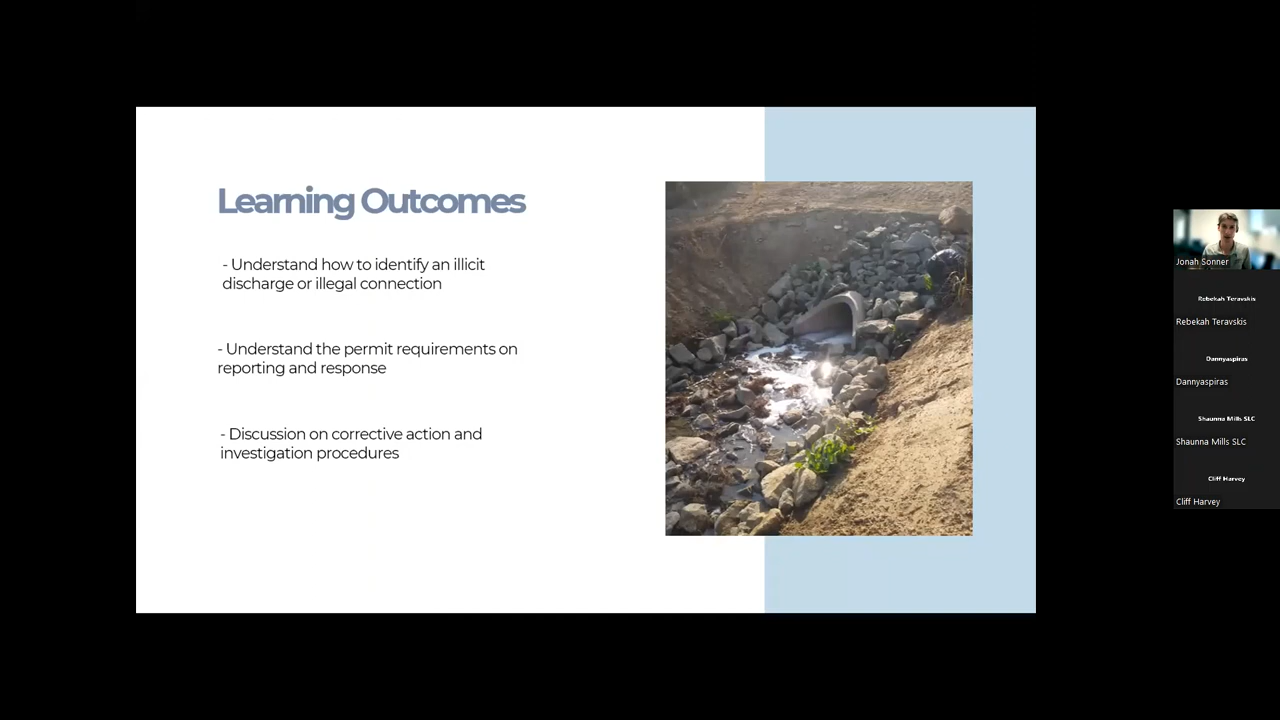 Learning Outcomes
- Understand how to identify an illicit
discharge or illegal connection
- Understand the permit requirements on
reporting and response
- Discussion on corrective action and
investigation procedures
Jonah Sonner
Rebekah Teravskis
Rebekah Teravskis
Dannyaspiras
Dannyaspiras
Shaunna Mills SLC
Shaunna Mills SLC
Cliff Harvey
Cliff Harvey